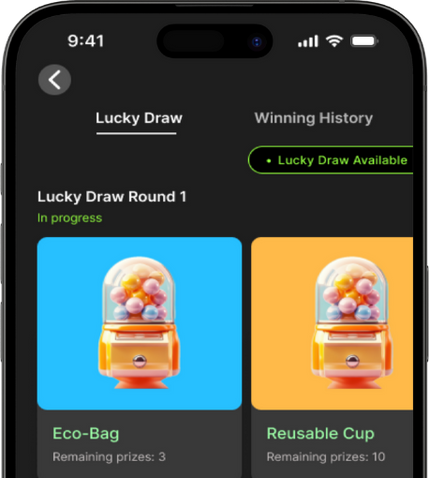 9:41
Lucky Draw
Winning History
• Lucky Draw Available
Lucky Draw Round 1
In progress
Eco-Bag
Reusable Cup
Remaining prizes: 3
Remaining prizes: 10